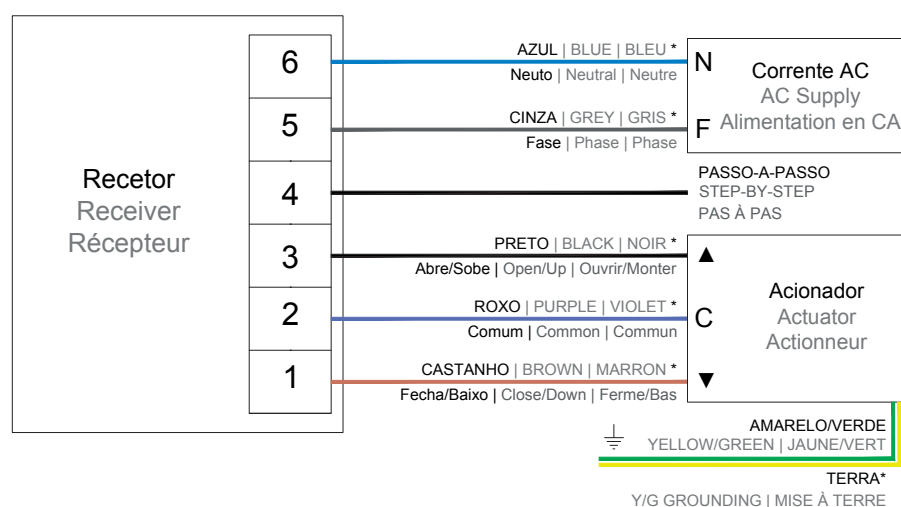 Recetor
Receiver
Récepteur
6
5
4
3
2
1
AZUL | BLUE | BLEU *
Neuto | Neutral | Neutre
CINZA | GREY | GRIS *
Fase | Phase | Phase
PRETO | BLACK | NOIR *
Abre/Sobe | Open/Up | Ouvrir/Monter
ROXO | PURPLE | VIOLET *
Comum | Common | Commun
CASTANHO | BROWN | MARRON *
Fecha/Baixo | Close/Down | Ferme/Bas
N
F
Corrente AC
AC Supply
Alimentation en CA
PASSO-A-PASSO
STEP-BY-STEP
PAS À PAS
▲
C
▼
Acionador
Actuator
Actionneur
AMARELO/VERDE
YELLOW/GREEN | JAUNE/VERT
TERRA*
Y/G GROUNDING | MISE À TERRE